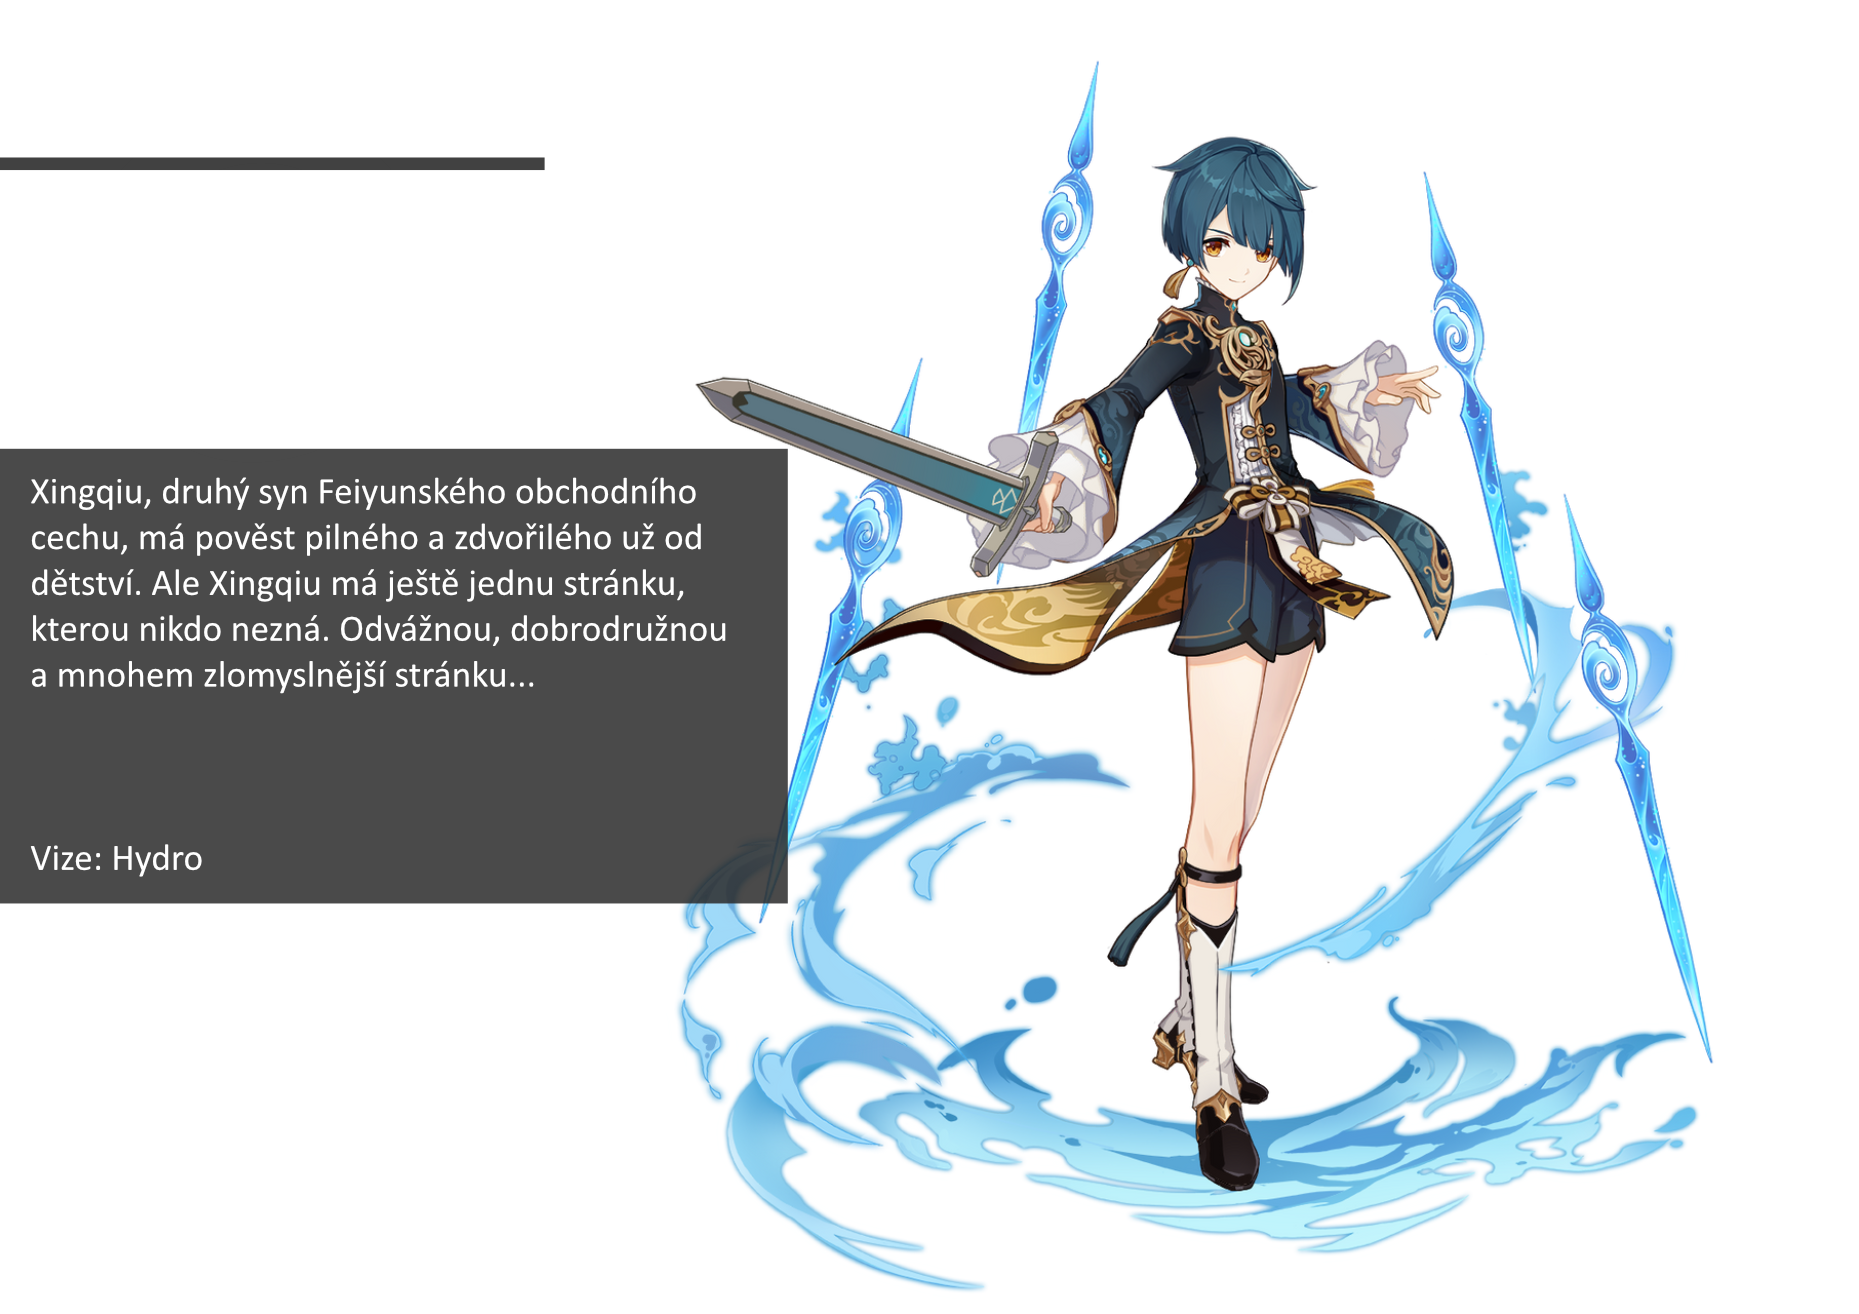 Xingqiu, druhý syn Feiyunského obchodního
cechu, má pověst pilného a zdvořilého už od
dětství. Ale Xingqiu má ještě jednu stránku,
kterou nikdo nezná. Odvážnou, dobrodružnou
a mnohem zlomyslnější stránku...
Vize: Hydro